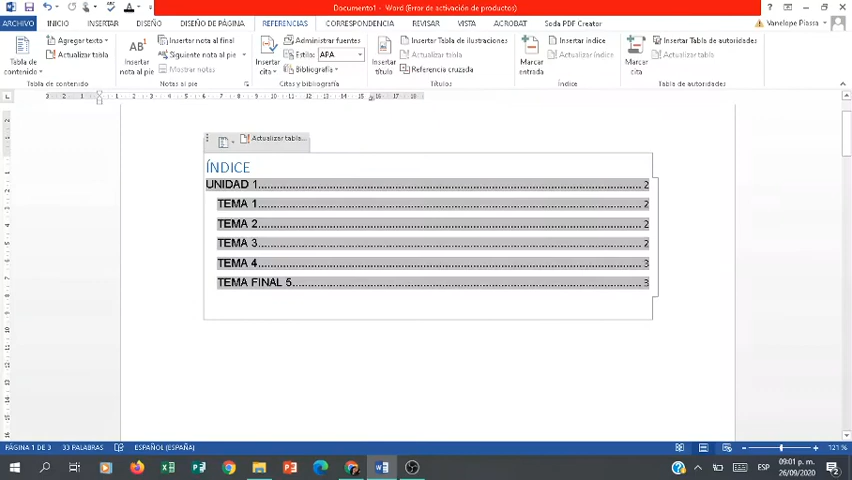 Documento1 - Word (Error de activación de productos)
ARCHIVO INICIO INSERTAR DISEÑO DISEÑO DE PÁGINA REFERENCIAS CORRESPONDENCIA REVISAR VISTA ACROBAT Soda PDF Creator Vanelope Piassa
Tabla de contenido
Agregar texto
Actualizar tabla
Tabla de contenido
AB1
Insertar nota al pie
Insertar nota al final
Siguiente nota al pie
Mostrar notas
Notas al pie
Insertar cita
Administrar fuentes
Estilo: APA
Bibliografía
Citas y bibliografía
Insertar título
Insertar Tabla de ilustraciones
Actualizar tabla
Referencia cruzada
Títulos
Marcar entrada
Insertar índice
Actualizar índice
Índice
Marcar cita
Insertar Tabla de autoridades
Actualizar tabla
Tabla de autoridades
Actualizar tabla...
ÍNDICE
UNIDAD 1 2
TEMA 1 2
TEMA 2 2
TEMA 3 2
TEMA 4 3
TEMA FINAL 5 3
PÁGINA 1 DE 3 33 PALABRAS ESPAÑOL (ESPAÑA) 121 %
ESP 09:01 p. m.
26/09/2020